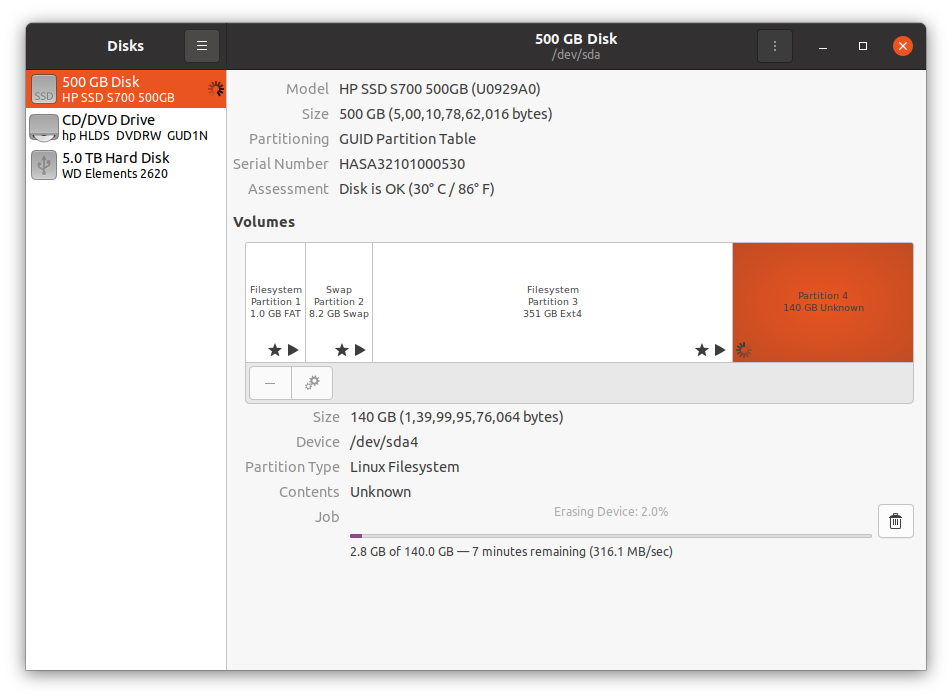 Disks
500 GB Disk
/dev/sda
500 GB Disk
HP SSD S700 500GB
SSD
CD/DVD Drive
hp HLDS DVDRW GUD1N
5.0 TB Hard Disk
WD Elements 2620
Model HP SSD S700 500GB (U0929A0)
Size 500 GB (5,00,10,78,62,016 bytes)
Partitioning GUID Partition Table
Serial Number HASA32101000530
Assessment Disk is OK (30° C / 86° F)
Volumes
Filesystem
Partition 1
1.0 GB FAT
Swap
Partition 2
8.2 GB Swap
Filesystem
Partition 3
351 GB Ext4
Partition 4
140 GB Unknown
Size 140 GB (1,39,99,95,76,064 bytes)
Device /dev/sda4
Partition Type Linux Filesystem
Contents Unknown
Job Erasing Device: 2.0%
2.8 GB of 140.0 GB — 7 minutes remaining (316.1 MB/sec)